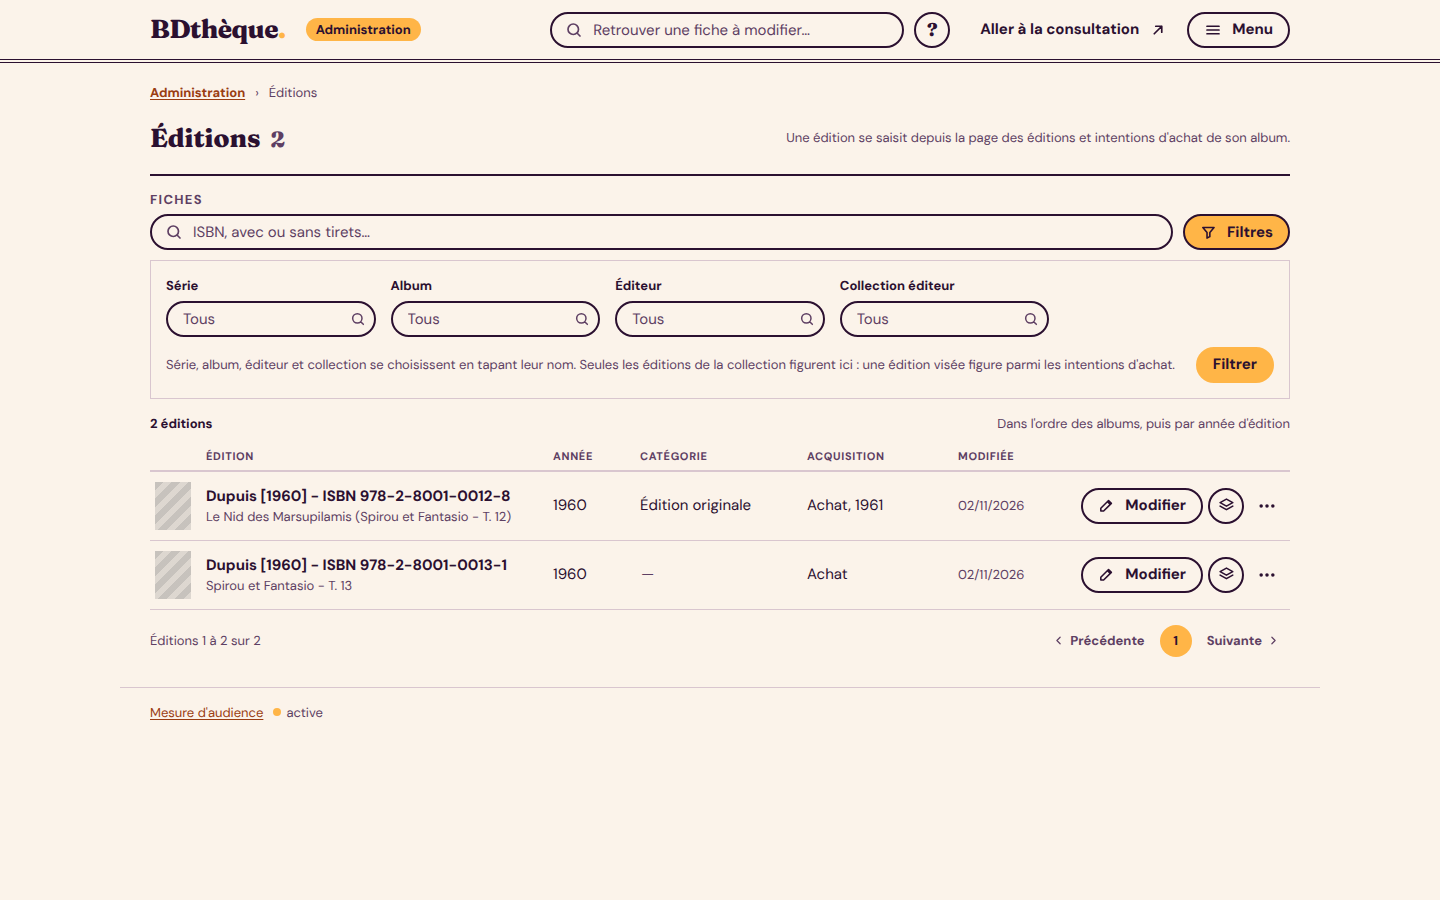 BDthèque. Administration Retrouver une fiche à modifier... ? Aller à la consultation Menu
Administration › Éditions
Éditions 2 Une édition se saisit depuis la page des éditions et intentions d'achat de son album.
FICHES
ISBN, avec ou sans tirets... Filtres
Série Album Éditeur Collection éditeur
Tous Tous Tous Tous
Série, album, éditeur et collection se choisissent en tapant leur nom. Seules les éditions de la collection figurent ici : une édition visée figure parmi les intentions d'achat. Filtrer
2 éditions Dans l'ordre des albums, puis par année d'édition
ÉDITION ANNÉE CATÉGORIE ACQUISITION MODIFIÉE
Dupuis [1960] - ISBN 978-2-8001-0012-8 1960 Édition originale Achat, 1961 02/11/2026 Modifier
Le Nid des Marsupilamis (Spirou et Fantasio - T. 12)
Dupuis [1960] - ISBN 978-2-8001-0013-1 1960 — Achat 02/11/2026 Modifier
Spirou et Fantasio - T. 13
Éditions 1 à 2 sur 2 Précédente 1 Suivante
Mesure d'audience active